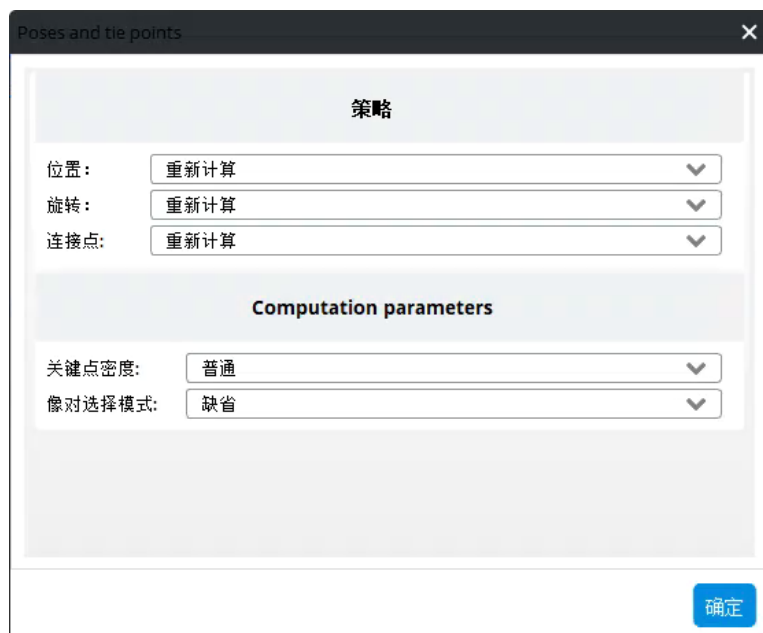 Poses and tie points
策略
位置: 重新计算
旋转: 重新计算
连接点: 重新计算
Computation parameters
关键点密度: 普通
像对选择模式: 缺省
确定